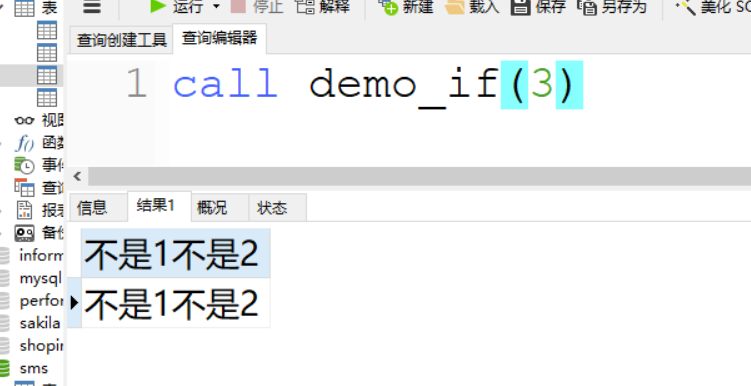 表
运行 停止 解释 新建 载入 保存 另存为 美化 SQ
查询创建工具 查询编辑器
1 call demo_if(3)
视图
f() 函数
事件
查询
报表
备份
inform
mysql
perfor
sakila
shopin
sms
信息 结果1 概况 状态
不是1不是2
不是1不是2